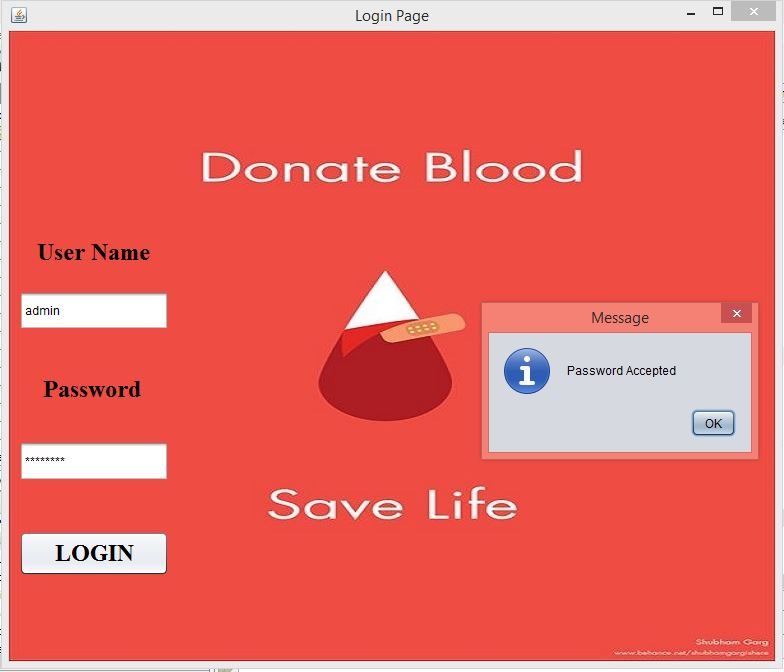 Login Page
Donate Blood
User Name
admin
Password
********
LOGIN
Message
Password Accepted
OK
Save Life
Shubham Garg
www.behance.net/shubhamgargishere